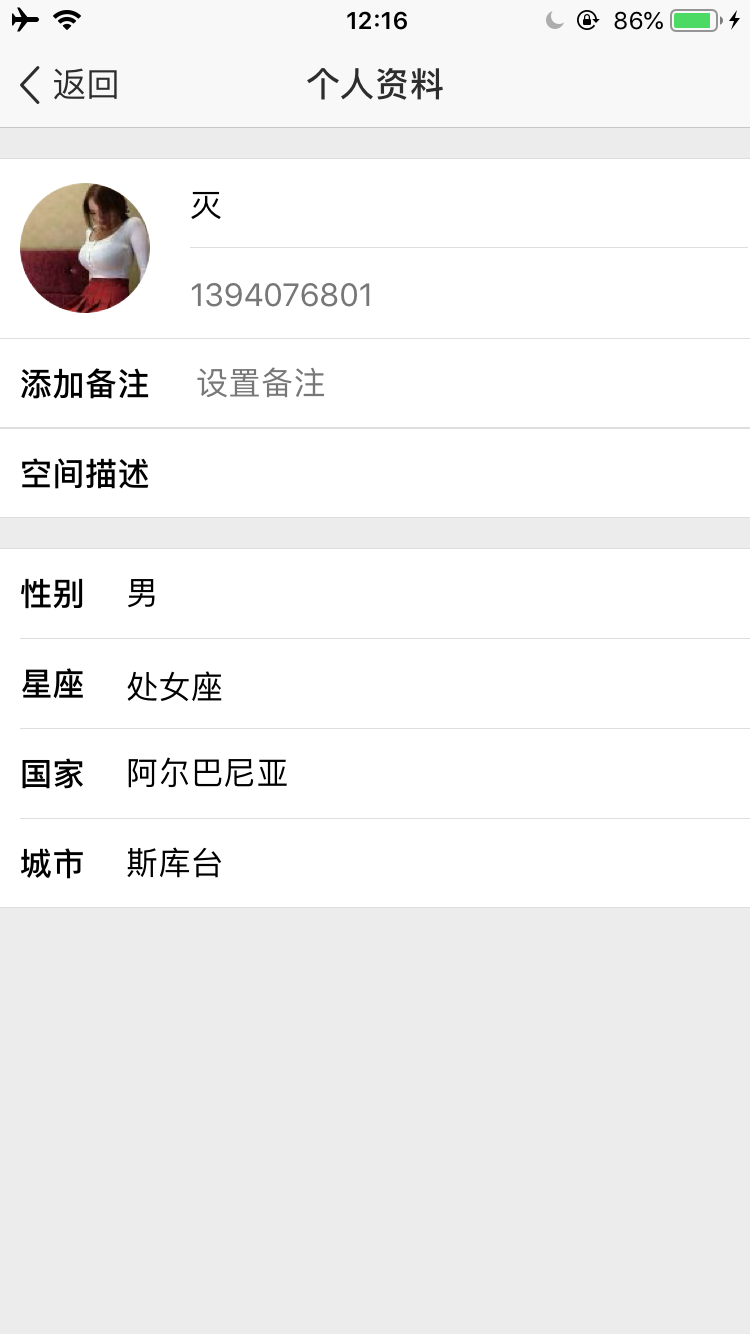 12:16
86%
返回
个人资料
灭
1394076801
添加备注 设置备注
空间描述
性别 男
星座 处女座
国家 阿尔巴尼亚
城市 斯库台